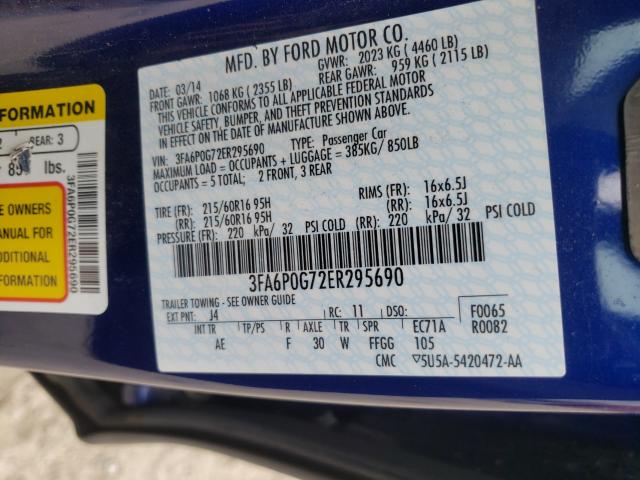 MFD. BY FORD MOTOR CO.
DATE: 03/14 GVWR: 2023 KG ( 4460 LB)
FRONT GAWR: 1068 KG ( 2355 LB) REAR GAWR: 959 KG ( 2115 LB)
THIS VEHICLE CONFORMS TO ALL APPLICABLE FEDERAL MOTOR
VEHICLE SAFETY, BUMPER, AND THEFT PREVENTION STANDARDS
IN EFFECT ON THE DATE OF MANUFACTURE SHOWN ABOVE.
VIN: 3FA6P0G72ER295690 TYPE: Passenger Car
MAXIMUM LOAD = OCCUPANTS + LUGGAGE = 385KG/ 850LB
OCCUPANTS = 5 TOTAL; 2 FRONT, 3 REAR
TIRE (FR): 215/60R16 95H RIMS (FR): 16x6.5J
(RR): 215/60R16 95H (RR): 16x6.5J
PRESSURE (FR): 220 kPa/ 32 PSI COLD (RR): 220 kPa/ 32 PSI COLD
3FA6P0G72ER295690
TRAILER TOWING - SEE OWNER GUIDE
EXT PNT: J4 RC: 11 DSO: F0065
INT TR TP/PS R AXLE TR SPR EC71A R0082
AE F 30 W FFGG 105
CMC ▽5U5A-5420472-AA
FORMATION
2 REAR: 3
lbs.
E OWNERS
MANUAL FOR
ADDITIONAL
INFORMATION
3FA6P0G72ER295690